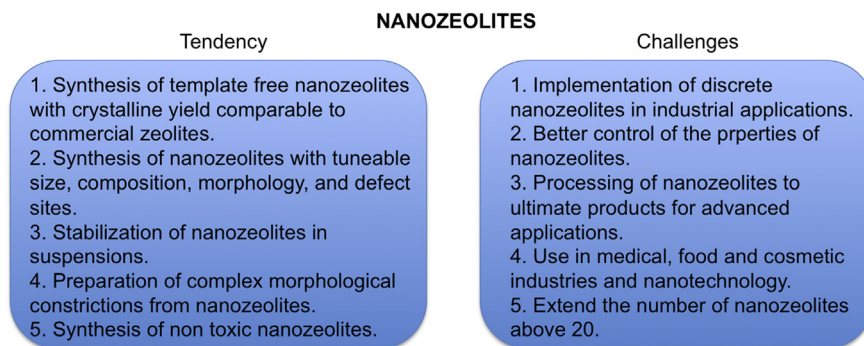 NANOZEOLITES
Tendency
1. Synthesis of template free nanozeolites
with crystalline yield comparable to
commercial zeolites.
2. Synthesis of nanozeolites with tuneable
size, composition, morphology, and defect
sites.
3. Stabilization of nanozeolites in
suspensions.
4. Preparation of complex morphological
constrictions from nanozeolites.
5. Synthesis of non toxic nanozeolites.
Challenges
1. Implementation of discrete
nanozeolites in industrial applications.
2. Better control of the prperties of
nanozeolites.
3. Processing of nanozeolites to
ultimate products for advanced
applications.
4. Use in medical, food and cosmetic
industries and nanotechnology.
5. Extend the number of nanozeolites
above 20.